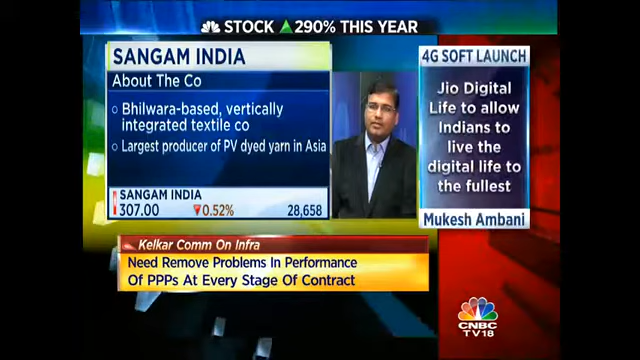 STOCK ▲290% THIS YEAR
SANGAM INDIA
About The Co
Bhilwara-based, vertically
integrated textile co
Largest producer of PV dyed yarn in Asia
SANGAM INDIA
307.00 ▼0.52% 28,658
4G SOFT LAUNCH
Jio Digital
Life to allow
Indians to
live the
digital life to
the fullest
Mukesh Ambani
Kelkar Comm On Infra
Need Remove Problems In Performance
Of PPPs At Every Stage Of Contract
CNBC
TV18